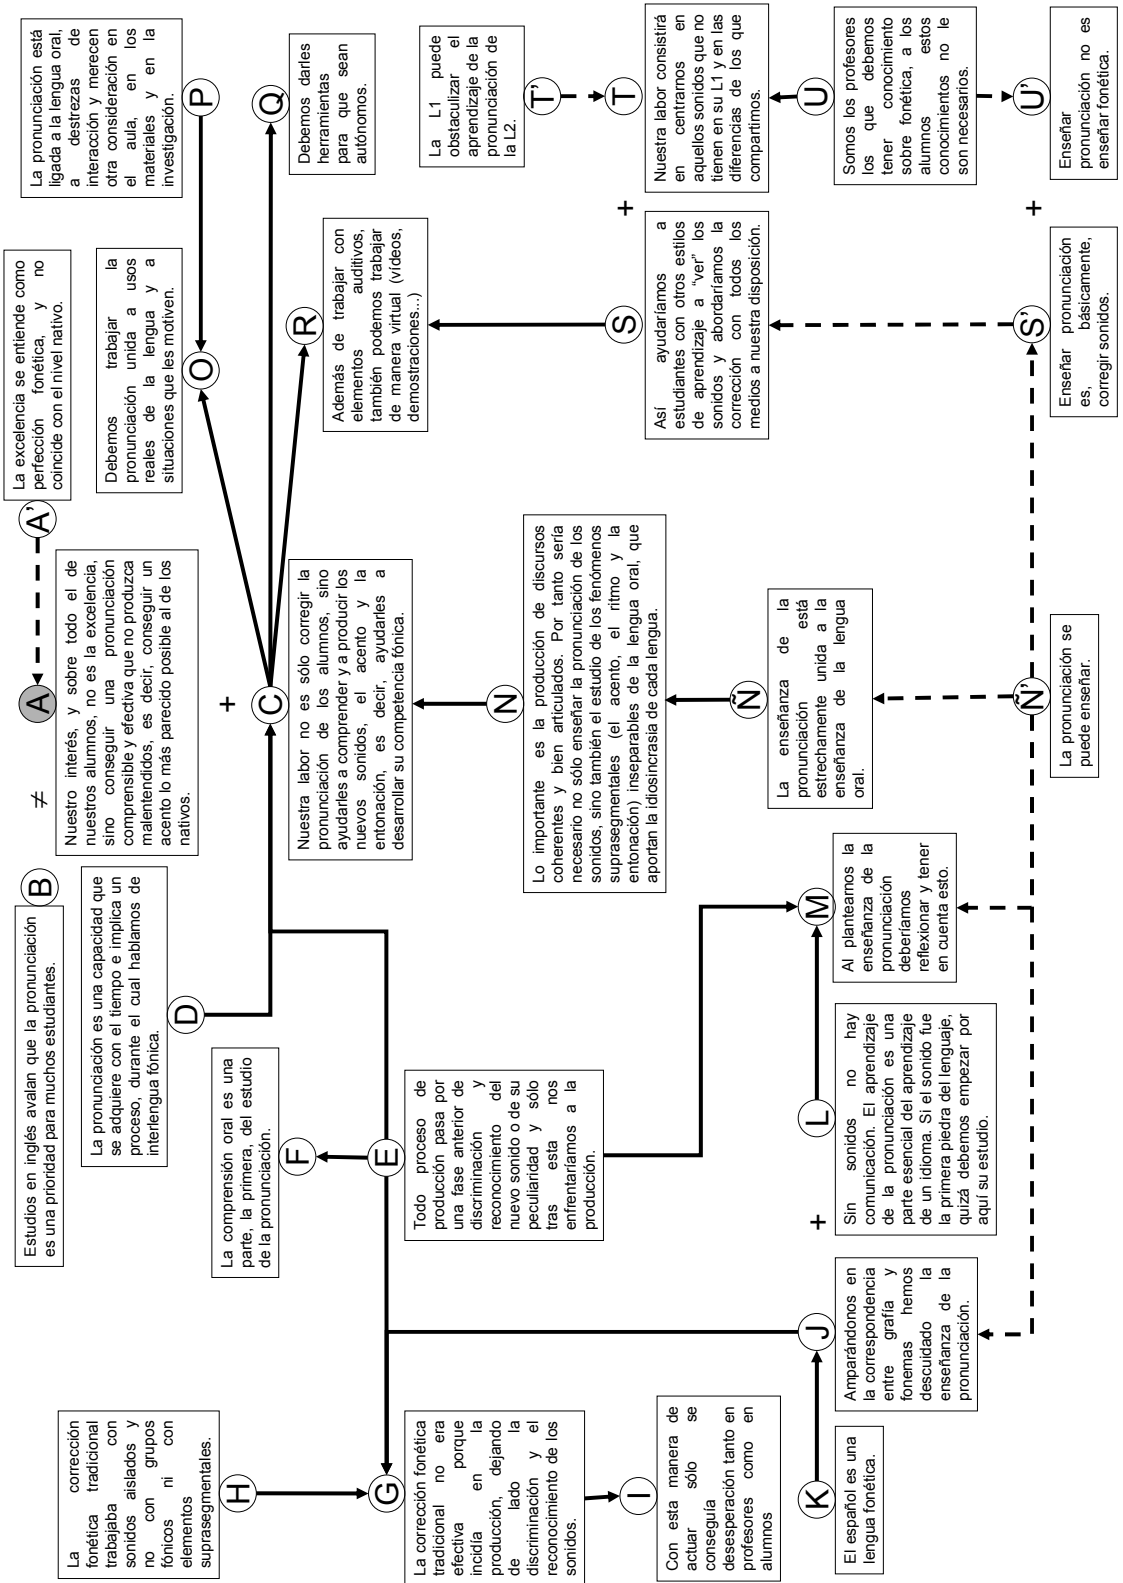 La pronunciación está
ligada a la lengua oral,
a destrezas de
interacción y merecen
otra consideración en
el aula, en los
materiales y en la
investigación.
P
Q
Debemos darles
herramientas
para que sean
autónomos.
La L1 puede
obstaculizar el
aprendizaje de la
pronunciación de
la L2.
T'
T
Nuestra labor consistirá
en centrarnos en
aquellos sonidos que no
tienen en su L1 y en las
diferencias de los que
compartimos.
U
Somos los profesores
los que debemos
tener conocimiento
sobre fonética, a los
alumnos estos
conocimientos no le
son necesarios.
U'
Enseñar
pronunciación no es
enseñar fonética.
+
+
La excelencia se entiende como
perfección fonética, y no
coincide con el nivel nativo.
A'
Debemos trabajar la
pronunciación unida a usos
reales de la lengua y a
situaciones que les motiven.
O
R
Además de trabajar con
elementos auditivos,
también podemos trabajar
de manera virtual (vídeos,
demostraciones...)
S
Así ayudaríamos a
estudiantes con otros estilos
de aprendizaje a "ver" los
sonidos y abordaríamos la
corrección con todos los
medios a nuestra disposición.
S'
Enseñar pronunciación
es, básicamente,
corregir sonidos.
A
≠
Nuestro interés, y sobre todo el de
nuestros alumnos, no es la excelencia,
sino conseguir una pronunciación
comprensible y efectiva que no produzca
malentendidos, es decir, conseguir un
acento lo más parecido posible al de los
nativos.
+
C
Nuestra labor no es sólo corregir la
pronunciación de los alumnos, sino
ayudarles a comprender y a producir los
nuevos sonidos, el acento y la
entonación, es decir, ayudarles a
desarrollar su competencia fónica.
N
Lo importante es la producción de discursos
coherentes y bien articulados. Por tanto sería
necesario no sólo enseñar la pronunciación de los
sonidos, sino también el estudio de los fenómenos
suprasegmentales (el acento, el ritmo y la
entonación) inseparables de la lengua oral, que
aportan la idiosincrasia de cada lengua.
Ñ
La enseñanza de la
pronunciación está
estrechamente unida a la
enseñanza de la lengua
oral.
Ñ'
La pronunciación se
puede enseñar.
B
Estudios en inglés avalan que la pronunciación
es una prioridad para muchos estudiantes.
La pronunciación es una capacidad que
se adquiere con el tiempo e implica un
proceso, durante el cual hablamos de
interlengua fónica.
D
La comprensión oral es una
parte, la primera, del estudio
de la pronunciación.
F
E
Todo proceso de
producción pasa por
una fase anterior de
discriminación y
reconocimiento del
nuevo sonido o de su
peculiaridad y sólo
tras esta nos
enfrentaríamos a la
producción.
M
Al plantearnos la
enseñanza de la
pronunciación
deberíamos
reflexionar y tener
en cuenta esto.
L
+
Sin sonidos no hay
comunicación. El aprendizaje
de la pronunciación es una
parte esencial del aprendizaje
de un idioma. Si el sonido fue
la primera piedra del lenguaje,
quizá debemos empezar por
aquí su estudio.
La corrección
fonética tradicional
trabajaba con
sonidos aislados y
no con grupos
fónicos ni con
elementos
suprasegmentales.
H
G
La corrección fonética
tradicional no era
efectiva porque
incidía en la
producción, dejando
de lado la
discriminación y el
reconocimiento de los
sonidos.
I
Con esta manera de
actuar sólo se
conseguía
desesperación tanto en
profesores como en
alumnos
J
Amparándonos en
la correspondencia
entre grafía y
fonemas hemos
descuidado la
enseñanza de la
pronunciación.
K
El español es una
lengua fonética.